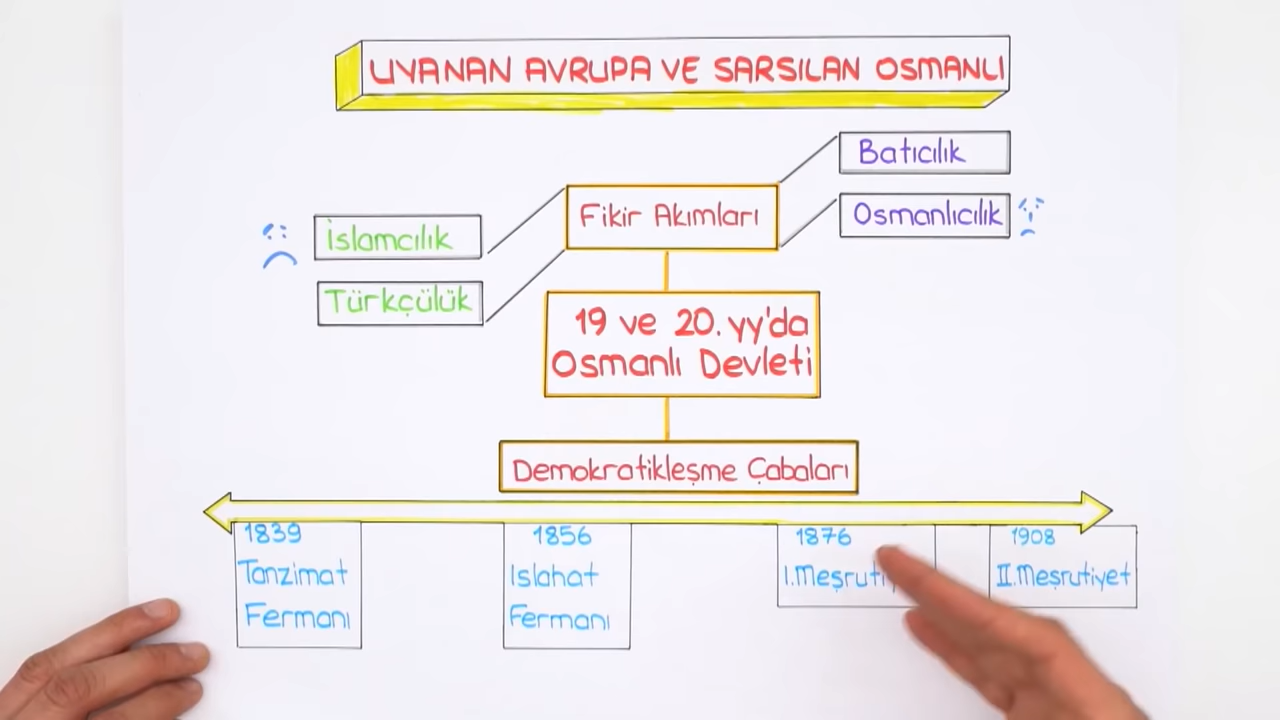 UYANAN AVRUPA VE SARSILAN OSMANLI
Batıcılık
Fikir Akımları
Osmanlıcılık
İslamcılık
Türkçülük
19 ve 20. yy'da
Osmanlı Devleti
Demokratikleşme Çabaları
1839
Tanzimat
Fermanı
1856
Islahat
Fermanı
1876
I.Meşruti
1908
II.Meşrutiyet